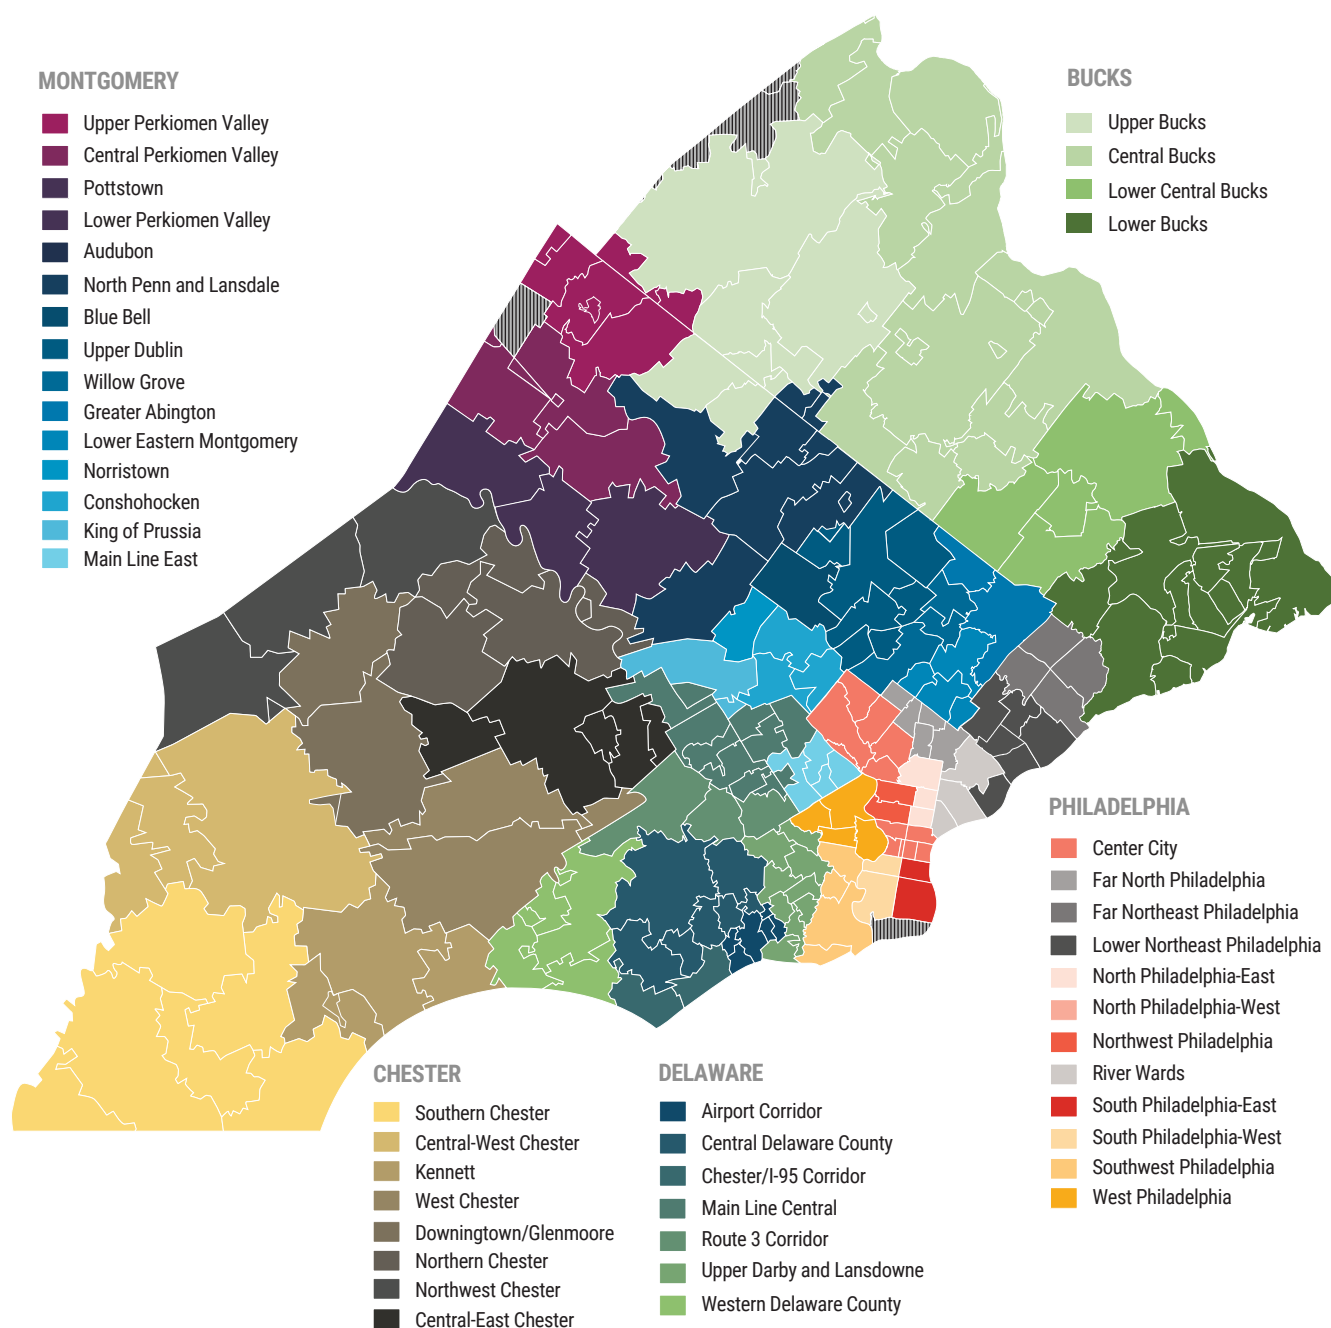 MONTGOMERY
Upper Perkiomen Valley
Central Perkiomen Valley
Pottstown
Lower Perkiomen Valley
Audubon
North Penn and Lansdale
Blue Bell
Upper Dublin
Willow Grove
Greater Abington
Lower Eastern Montgomery
Norristown
Conshohocken
King of Prussia
Main Line East
BUCKS
Upper Bucks
Central Bucks
Lower Central Bucks
Lower Bucks
PHILADELPHIA
Center City
Far North Philadelphia
Far Northeast Philadelphia
Lower Northeast Philadelphia
North Philadelphia-East
North Philadelphia-West
Northwest Philadelphia
River Wards
South Philadelphia-East
South Philadelphia-West
Southwest Philadelphia
West Philadelphia
CHESTER
Southern Chester
Central-West Chester
Kennett
West Chester
Downingtown/Glenmoore
Northern Chester
Northwest Chester
Central-East Chester
DELAWARE
Airport Corridor
Central Delaware County
Chester/I-95 Corridor
Main Line Central
Route 3 Corridor
Upper Darby and Lansdowne
Western Delaware County